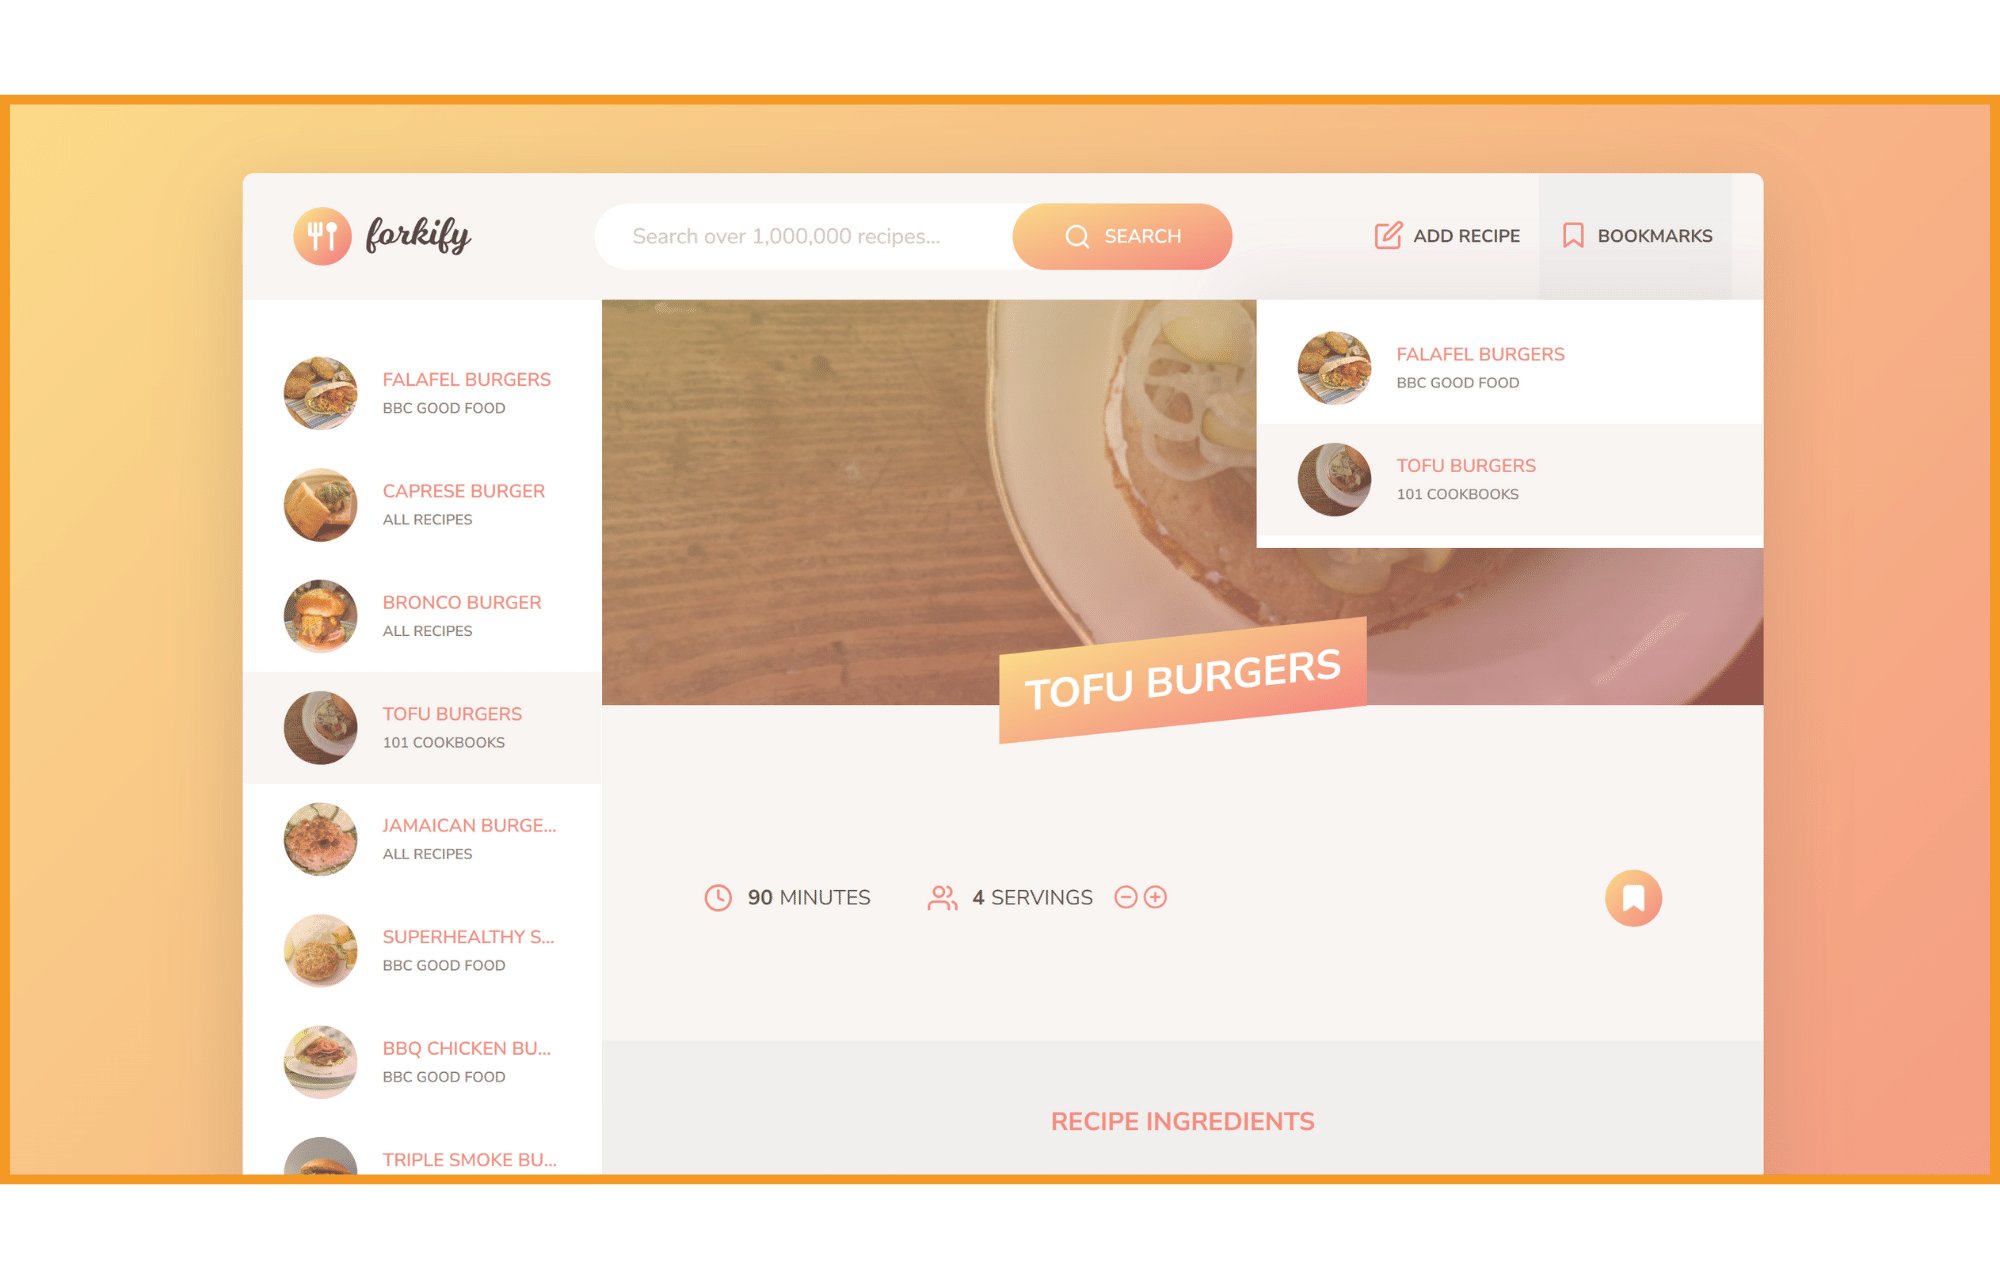 forkify
Search over 1,000,000 recipes...
SEARCH
ADD RECIPE
BOOKMARKS
FALAFEL BURGERS
BBC GOOD FOOD
CAPRESE BURGER
ALL RECIPES
BRONCO BURGER
ALL RECIPES
TOFU BURGERS
101 COOKBOOKS
JAMAICAN BURGE...
ALL RECIPES
SUPERHEALTHY S...
BBC GOOD FOOD
BBQ CHICKEN BU...
BBC GOOD FOOD
TRIPLE SMOKE BU...
FALAFEL BURGERS
BBC GOOD FOOD
TOFU BURGERS
101 COOKBOOKS
TOFU BURGERS
90 MINUTES
4 SERVINGS
RECIPE INGREDIENTS